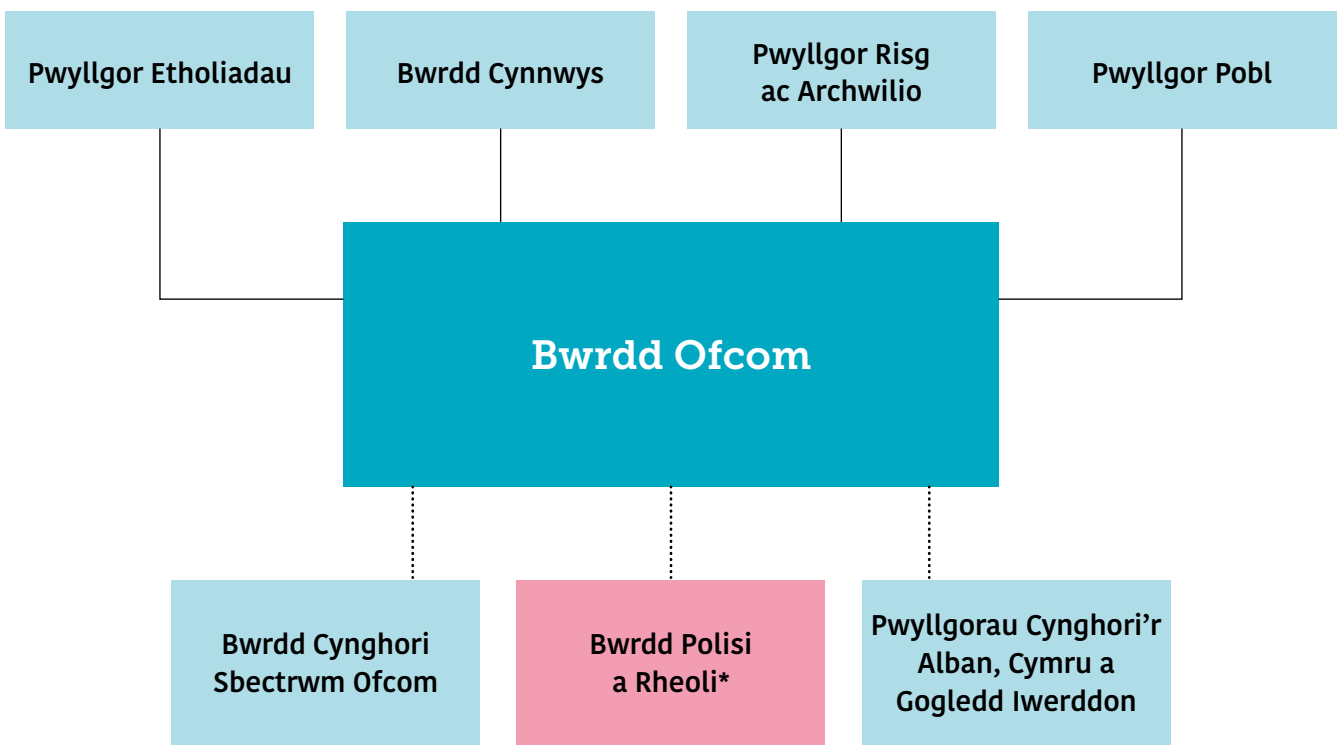 Pwyllgor Etholiadau
Bwrdd Cynnwys
Pwyllgor Risg
ac Archwilio
Pwyllgor Pobl
Bwrdd Ofcom
Bwrdd Cynghori
Sbectrwm Ofcom
Bwrdd Polisi
a Rheoli*
Pwyllgorau Cynghori’r
Alban, Cymru a
Gogledd Iwerddon